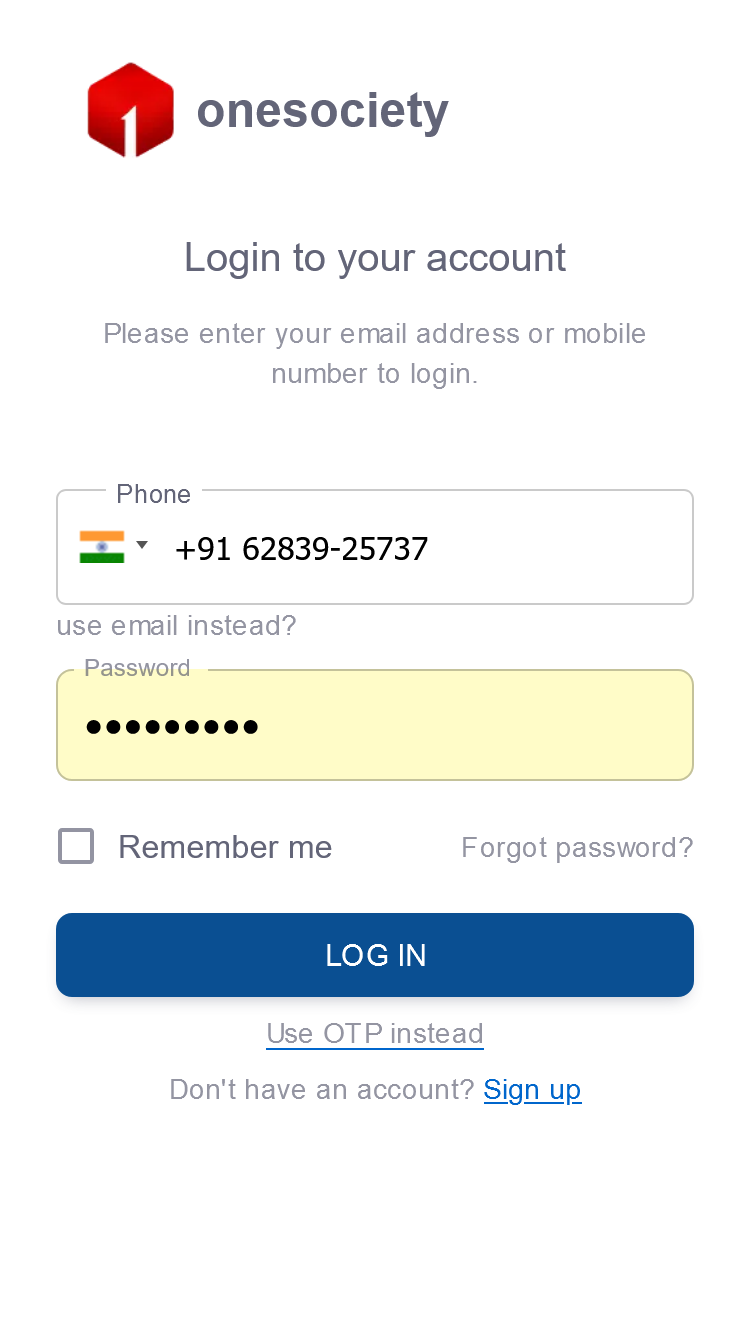 onesociety
Login to your account
Please enter your email address or mobile
number to login.
Phone
+91 62839-25737
use email instead?
Password
•••••••••
Remember me
Forgot password?
LOG IN
Use OTP instead
Don't have an account? Sign up